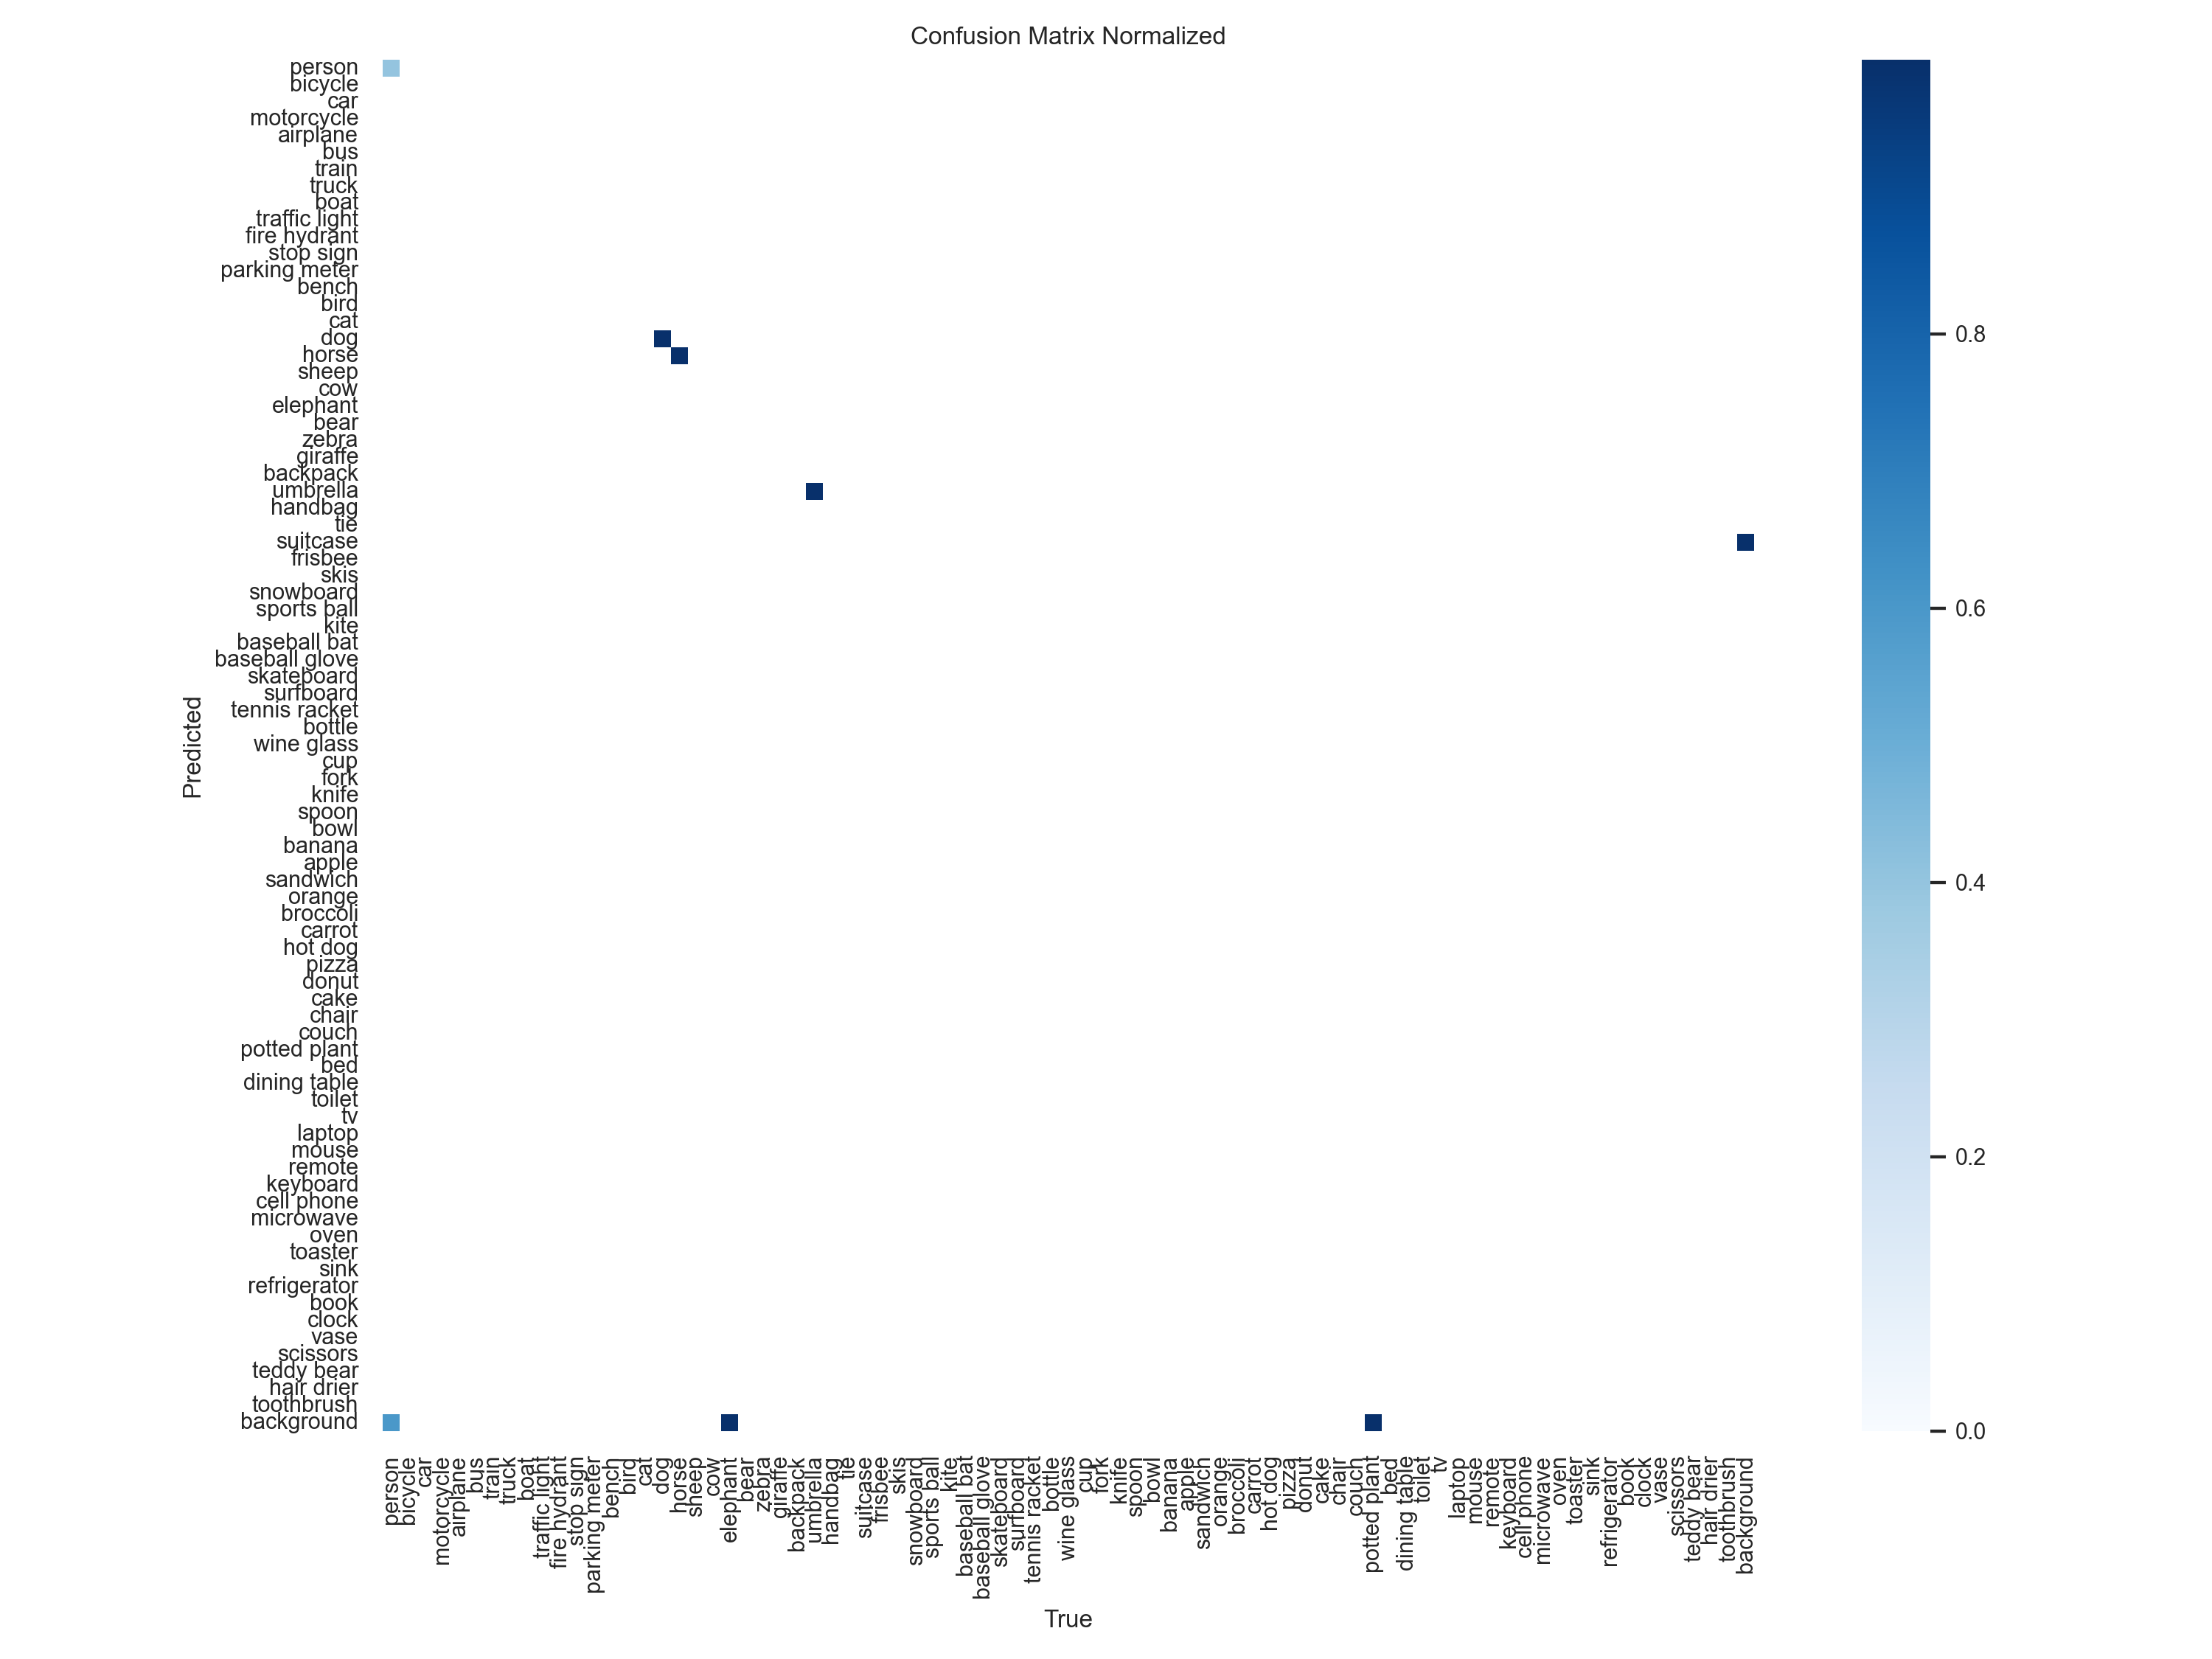 Confusion Matrix Normalized
person
bicycle
car
motorcycle
airplane
bus
train
truck
boat
traffic light
fire hydrant
stop sign
parking meter
bench
bird
cat
dog
horse
sheep
cow
elephant
bear
zebra
giraffe
backpack
umbrella
handbag
tie
suitcase
frisbee
skis
snowboard
sports ball
kite
baseball bat
baseball glove
skateboard
surfboard
tennis racket
bottle
wine glass
cup
fork
knife
spoon
bowl
banana
apple
sandwich
orange
broccoli
carrot
hot dog
pizza
donut
cake
chair
couch
potted plant
bed
dining table
toilet
tv
laptop
mouse
remote
keyboard
cell phone
microwave
oven
toaster
sink
refrigerator
book
clock
vase
scissors
teddy bear
hair drier
toothbrush
background
Predicted
person
bicycle
car
motorcycle
airplane
bus
train
truck
boat
traffic light
fire hydrant
stop sign
parking meter
bench
bird
cat
dog
horse
sheep
cow
elephant
bear
zebra
giraffe
backpack
umbrella
handbag
tie
suitcase
frisbee
skis
snowboard
sports ball
kite
baseball bat
baseball glove
skateboard
surfboard
tennis racket
bottle
wine glass
cup
fork
knife
spoon
bowl
banana
apple
sandwich
orange
broccoli
carrot
hot dog
pizza
donut
cake
chair
couch
potted plant
bed
dining table
toilet
tv
laptop
mouse
remote
keyboard
cell phone
microwave
oven
toaster
sink
refrigerator
book
clock
vase
scissors
teddy bear
hair drier
toothbrush
background
True
0.8
0.6
0.4
0.2
0.0